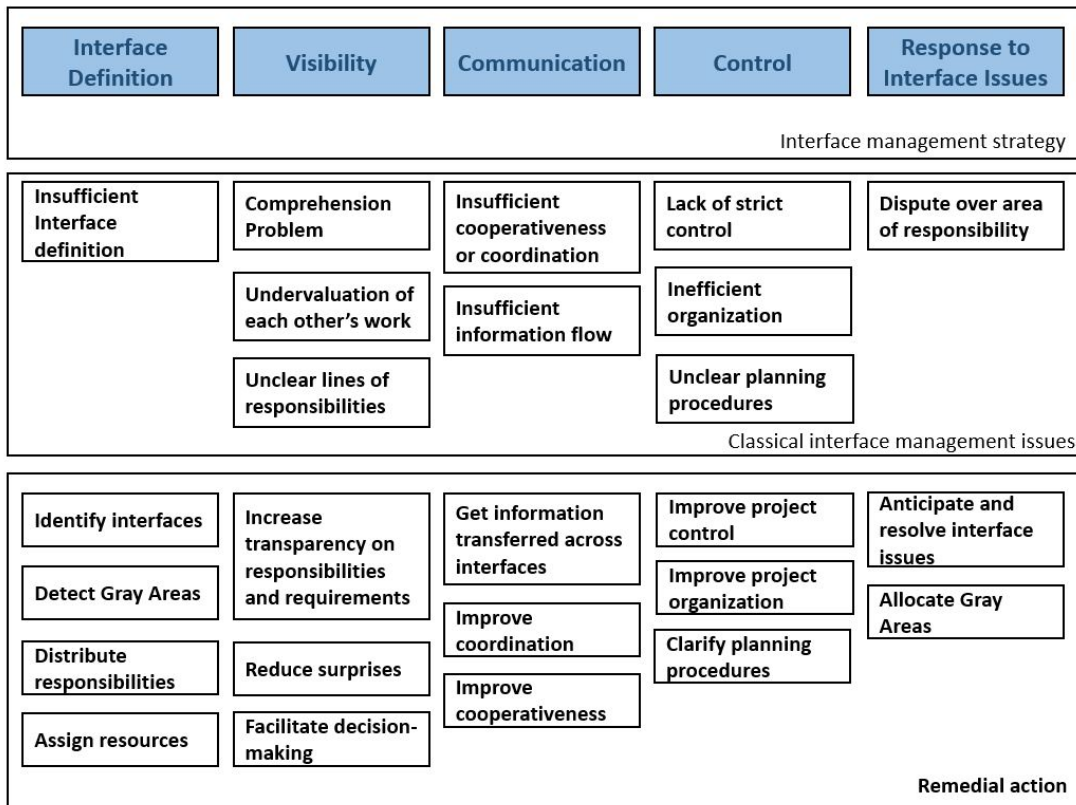 Interface
Definition
Visibility
Communication
Control
Response to
Interface Issues
Interface management strategy
Insufficient
Interface
definition
Comprehension
Problem
Undervaluation of
each other's work
Unclear lines of
responsibilities
Insufficient
cooperativeness
or coordination
Insufficient
information flow
Lack of strict
control
Inefficient
organization
Unclear planning
procedures
Dispute over area
of responsibility
Classical interface management issues
Identify interfaces
Detect Gray Areas
Distribute
responsibilities
Assign resources
Increase
transparency on
responsibilities
and requirements
Reduce surprises
Facilitate decision-
making
Get information
transferred across
interfaces
Improve
coordination
Improve
cooperativeness
Improve project
control
Improve project
organization
Clarify planning
procedures
Anticipate and
resolve interface
issues
Allocate Gray
Areas
Remedial action